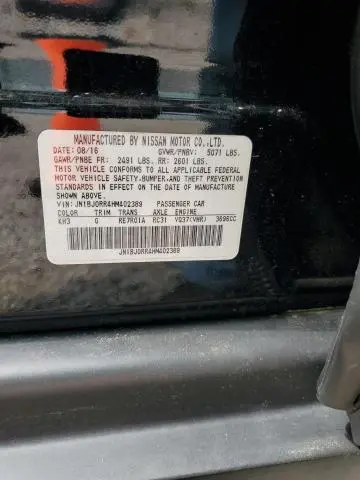 MANUFACTURED BY NISSAN MOTOR CO.,LTD.
DATE: 08/16 GVWR/PNBV: 5071 LBS.
GAWR/PNBE FR: 2491 LBS. RR: 2601 LBS.
THIS VEHICLE CONFORMS TO ALL APPLICABLE FEDERAL
MOTOR VEHICLE SAFETY,BUMPER,AND THEFT PREVENTION
STANDARDS IN EFFECT ON THE DATE OF MANUFACTURE
SHOWN ABOVE.
VIN: JN1BJ0RR4HM402389 PASSENGER CAR
COLOR TRIM TRANS AXLE ENGINE
KH3 G RE7R01A RC31 VQ37(VHR) 3696CC
JN1BJ0RR4HM402389